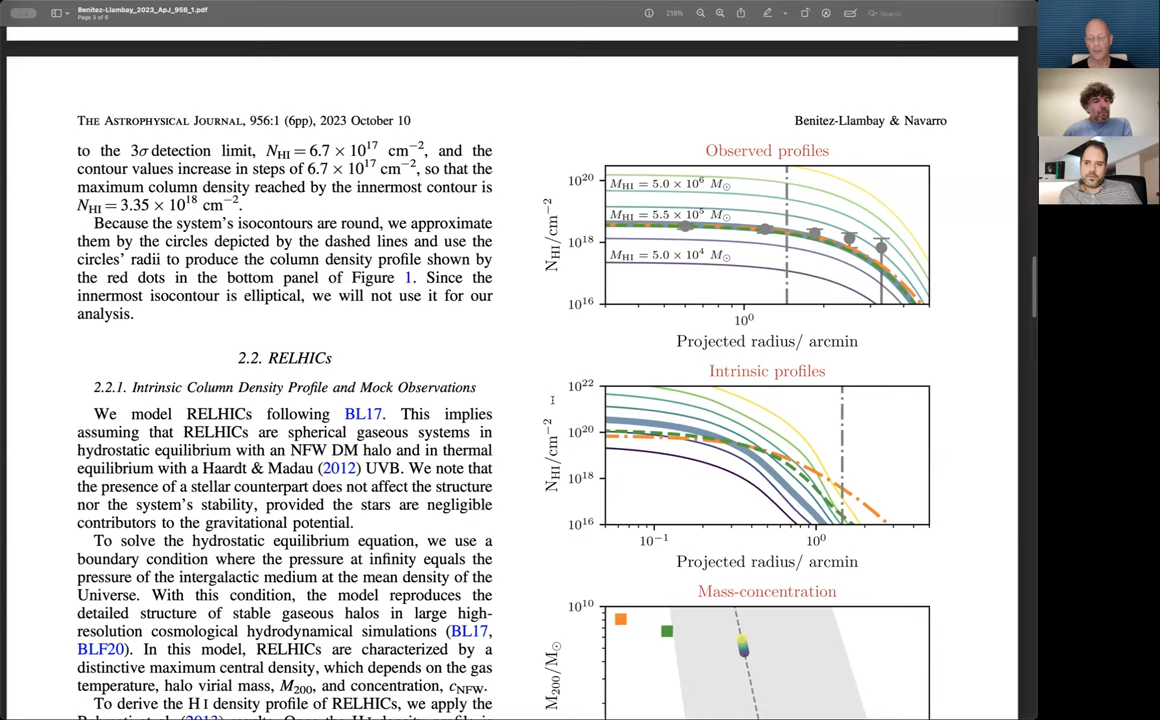 Benitez-Llambay_2023_ApJ_956_1.pdf
Page 3 of 6
216%
Search
THE ASTROPHYSICAL JOURNAL, 956:1 (6pp), 2023 October 10
Benitez-Llambay & Navarro
to the 3σ detection limit, N_HI = 6.7 × 10^17 cm^−2, and the
contour values increase in steps of 6.7 × 10^17 cm^−2, so that the
maximum column density reached by the innermost contour is
N_HI = 3.35 × 10^18 cm^−2.
Because the system's isocontours are round, we approximate
them by the circles depicted by the dashed lines and use the
circles' radii to produce the column density profile shown by
the red dots in the bottom panel of Figure 1. Since the
innermost isocontour is elliptical, we will not use it for our
analysis.
2.2. RELHICs
2.2.1. Intrinsic Column Density Profile and Mock Observations
We model RELHICs following BL17. This implies
assuming that RELHICs are spherical gaseous systems in
hydrostatic equilibrium with an NFW DM halo and in thermal
equilibrium with a Haardt & Madau (2012) UVB. We note that
the presence of a stellar counterpart does not affect the structure
nor the system's stability, provided the stars are negligible
contributors to the gravitational potential.
To solve the hydrostatic equilibrium equation, we use a
boundary condition where the pressure at infinity equals the
pressure of the intergalactic medium at the mean density of the
Universe. With this condition, the model reproduces the
detailed structure of stable gaseous halos in large high-
resolution cosmological hydrodynamical simulations (BL17,
BLF20). In this model, RELHICs are characterized by a
distinctive maximum central density, which depends on the gas
temperature, halo virial mass, M_200, and concentration, c_NFW.
To derive the H I density profile of RELHICs, we apply the
Observed profiles
10^20
10^18
10^16
N_HI/cm^−2
M_HI = 5.0 × 10^6 M_⊙
M_HI = 5.5 × 10^5 M_⊙
M_HI = 5.0 × 10^4 M_⊙
10^0
Projected radius/ arcmin
Intrinsic profiles
10^22
10^20
10^18
10^16
N_HI/cm^−2
10^−1
10^0
Projected radius/ arcmin
Mass-concentration
10^10
M_200/M_⊙